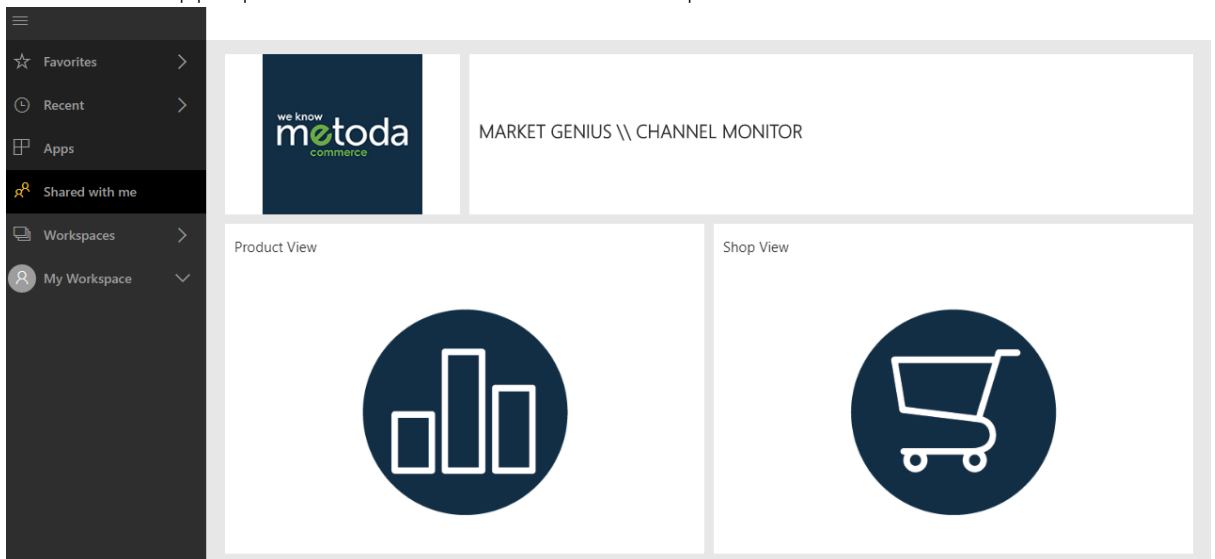 Favorites
Recent
Apps
Shared with me
Workspaces
My Workspace
we know
metoda
commerce
MARKET GENIUS \\ CHANNEL MONITOR
Product View
Shop View